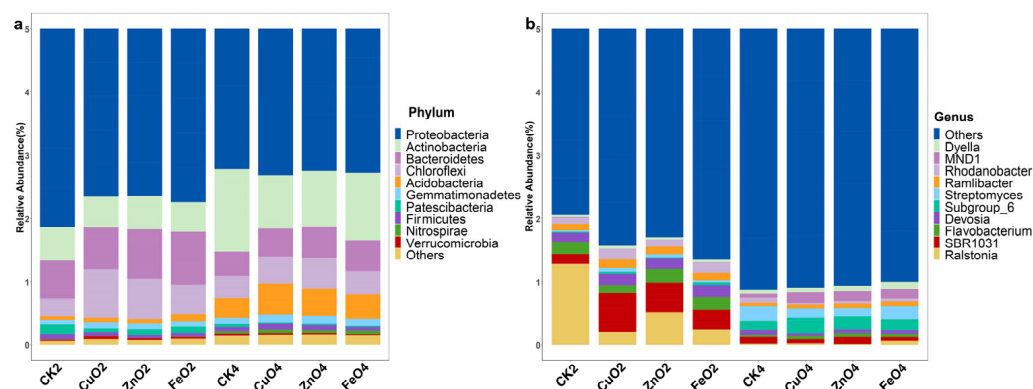 a
Relative Abundance(%)
5
4
3
2
1
0
CK2
CuO2
ZnO2
FeO2
CK4
CuO4
ZnO4
FeO4
Phylum
Proteobacteria
Actinobacteria
Bacteroidetes
Chloroflexi
Acidobacteria
Gemmatimonadetes
Patescibacteria
Firmicutes
Nitrospirae
Verrucomicrobia
Others
b
Relative Abundance(%)
5
4
3
2
1
0
CK2
CuO2
ZnO2
FeO2
CK4
CuO4
ZnO4
FeO4
Genus
Others
Dyella
MND1
Rhodanobacter
Ramlibacter
Streptomyces
Subgroup_6
Devosia
Flavobacterium
SBR1031
Ralstonia